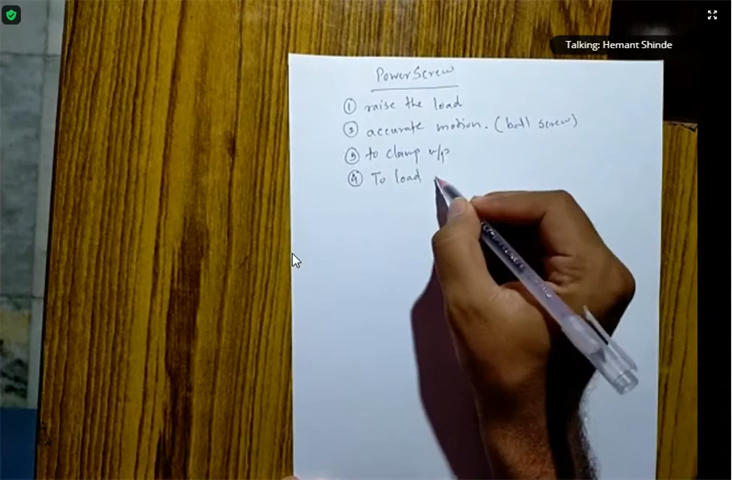 Talking: Hemant Shinde
Power Screw
① raise the load
② accurate motion. (ball screw)
③ to clamp w/p
④ To load